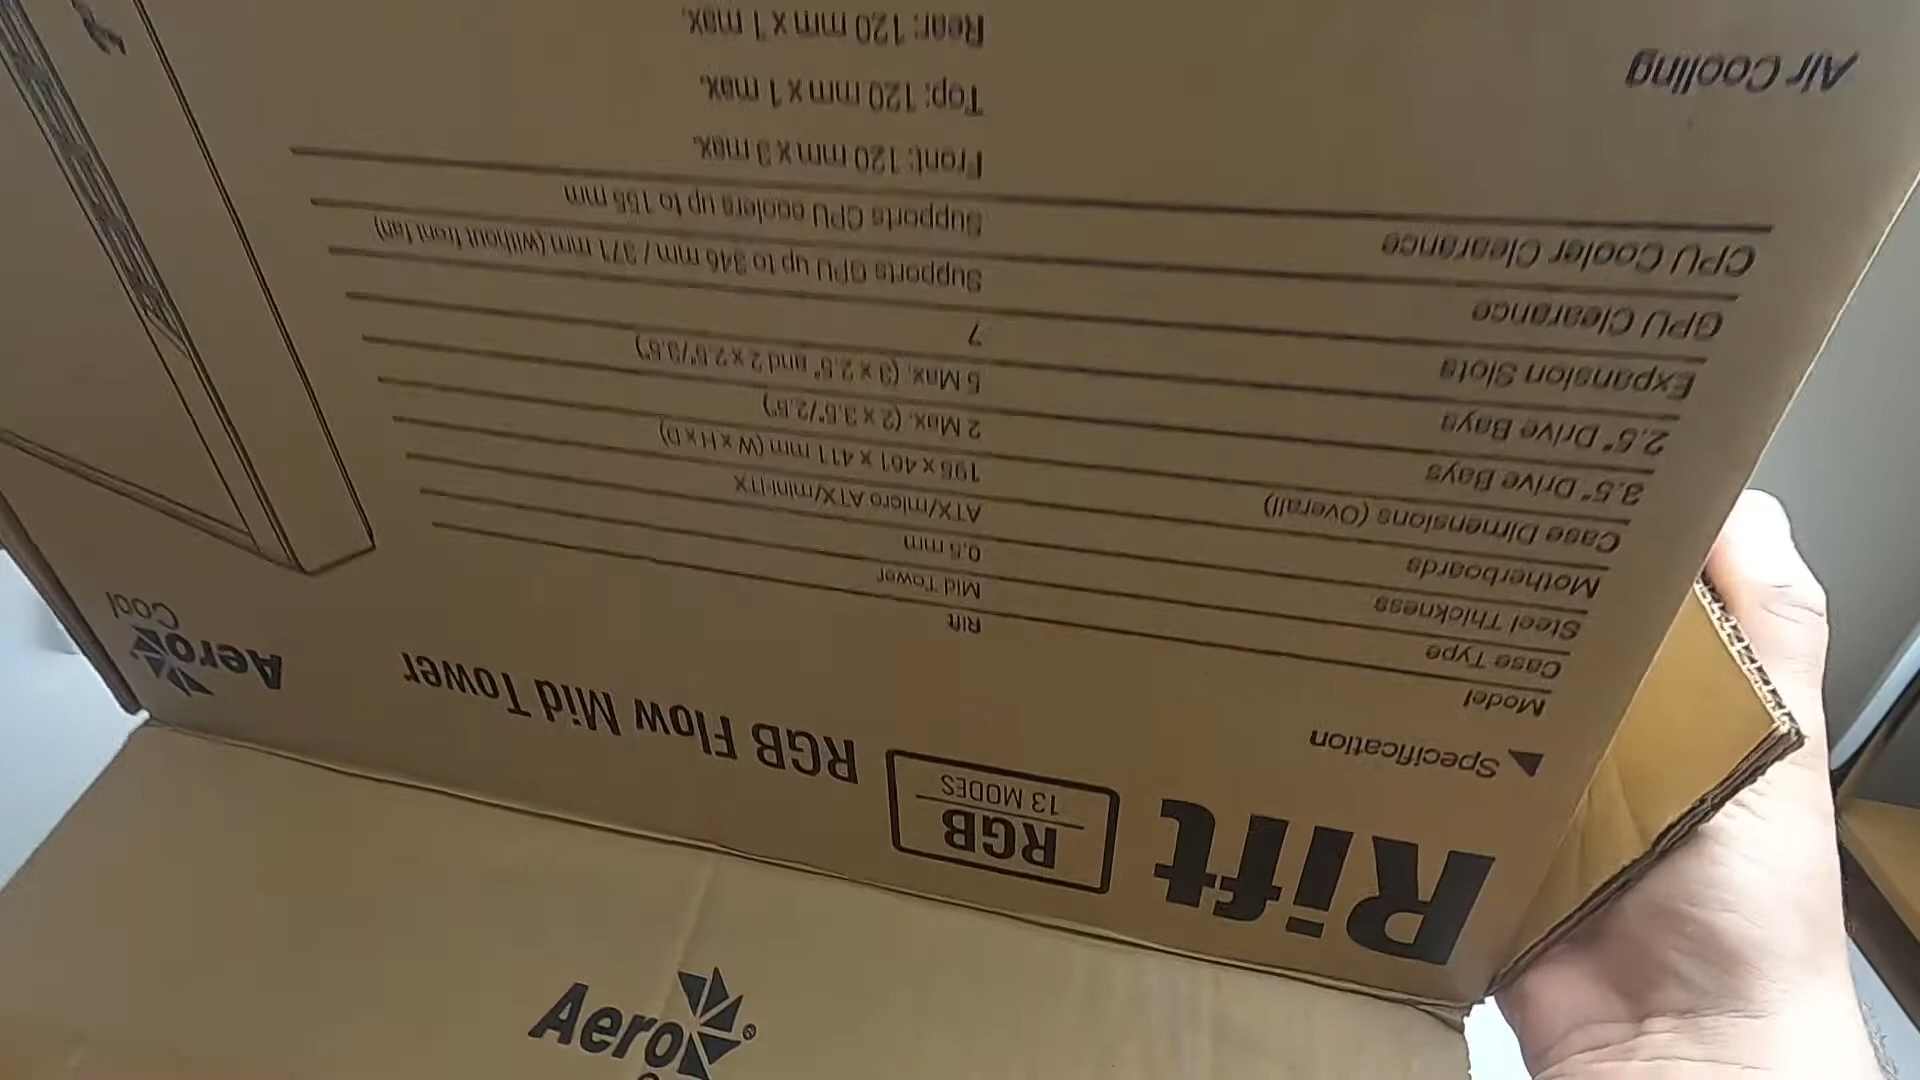 Rift
RGB
13 MODES
RGB Flow Mid Tower
Aero
Cool
Specification
Model Rift
Case Type Mid Tower
Steel Thickness 0.5 mm
Motherboards ATX/micro ATX/mini-ITX
Case Dimensions (Overall) 195 x 461 x 411 mm (W x H x D)
3.5" Drive Bays 2 Max. (2 x 3.5"/2.5")
2.5" Drive Bays 5 Max. (3 x 2.5" and 2 x 2.5"/3.5")
Expansion Slots 7
GPU Clearance Supports GPU up to 346 mm / 371 mm (without front fan)
CPU Cooler Clearance Supports CPU coolers up to 155 mm
Air Cooling Front: 120 mm x 3 max.
Top: 120 mm x 1 max.
Rear: 120 mm x 1 max.
Aero